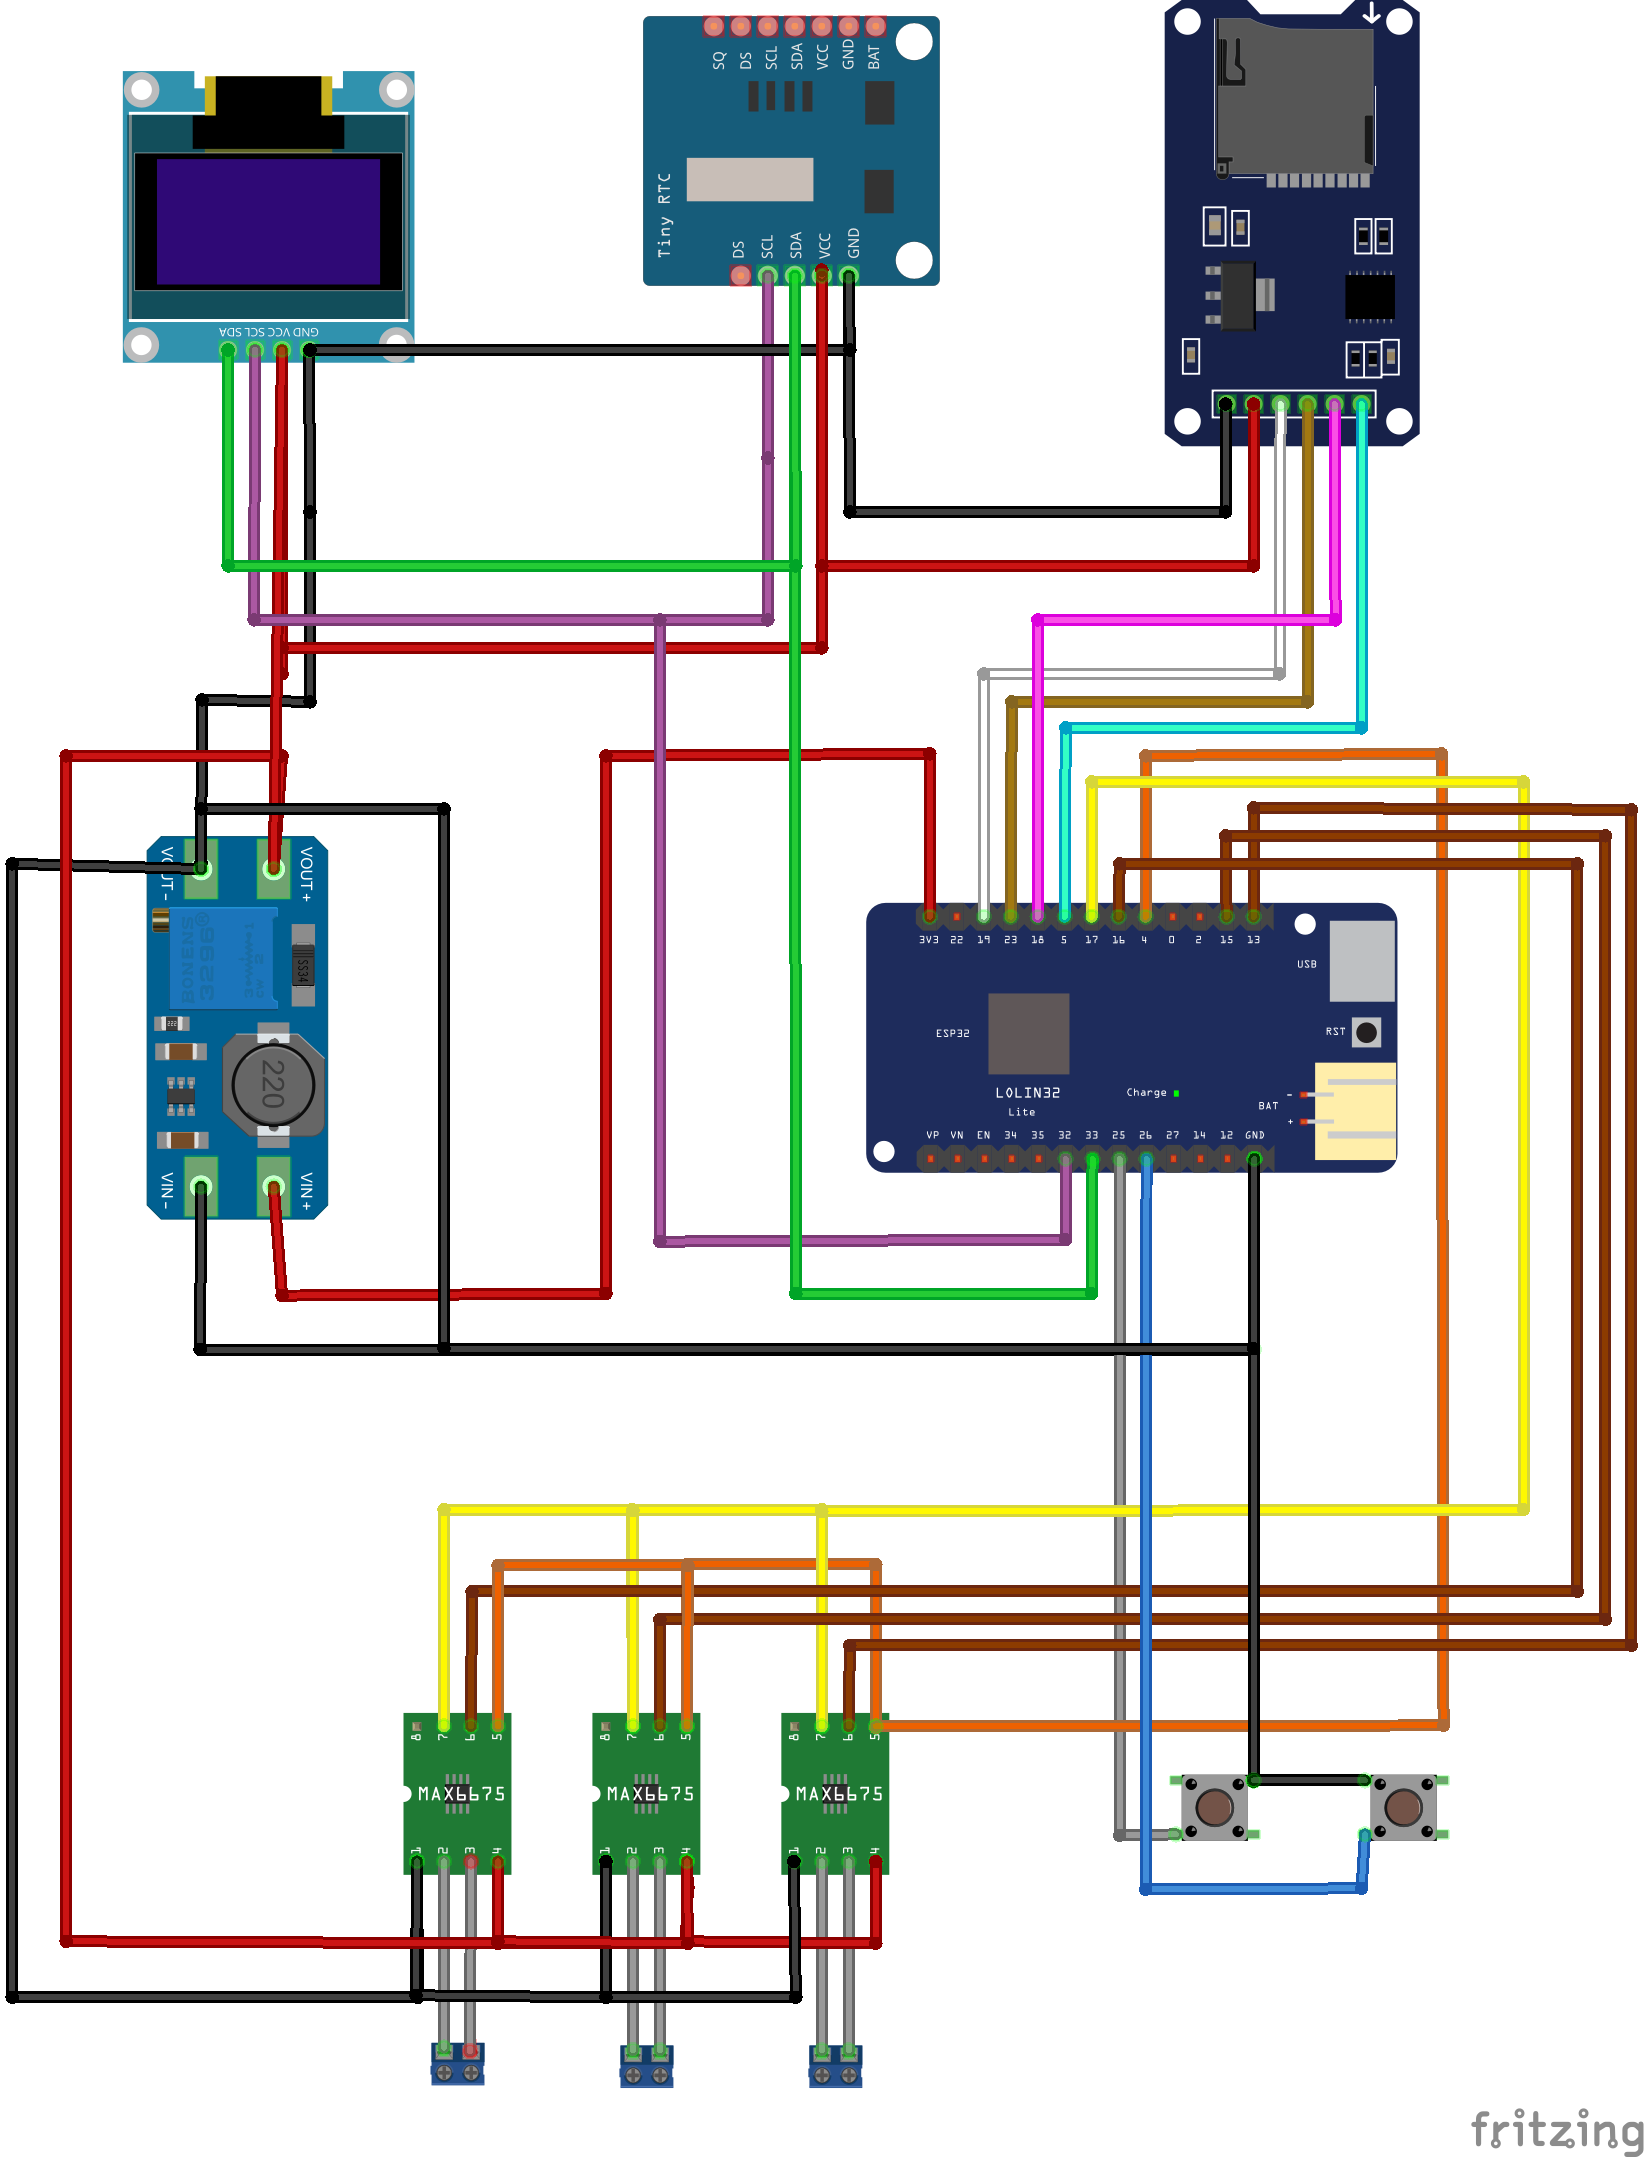 SQ DS SCL SDA VCC GND BAT
Tiny RTC
DS SCL SDA VCC GND
GND VCC SCL SDA
VOUT - VOUT +
BONENS
3296®
SS34
220
VIN - VIN +
3V3 22 19 23 18 5 17 16 4 0 2 15 13
USB
ESP32
RST
LOLIN32
Lite
Charge
BAT
-
+
VP VN EN 34 35 32 33 25 26 27 14 12 GND
8 7 6 5
8 7 6 5
8 7 6 5
MAX6675
MAX6675
MAX6675
1 2 3 4
1 2 3 4
1 2 3 4
fritzing